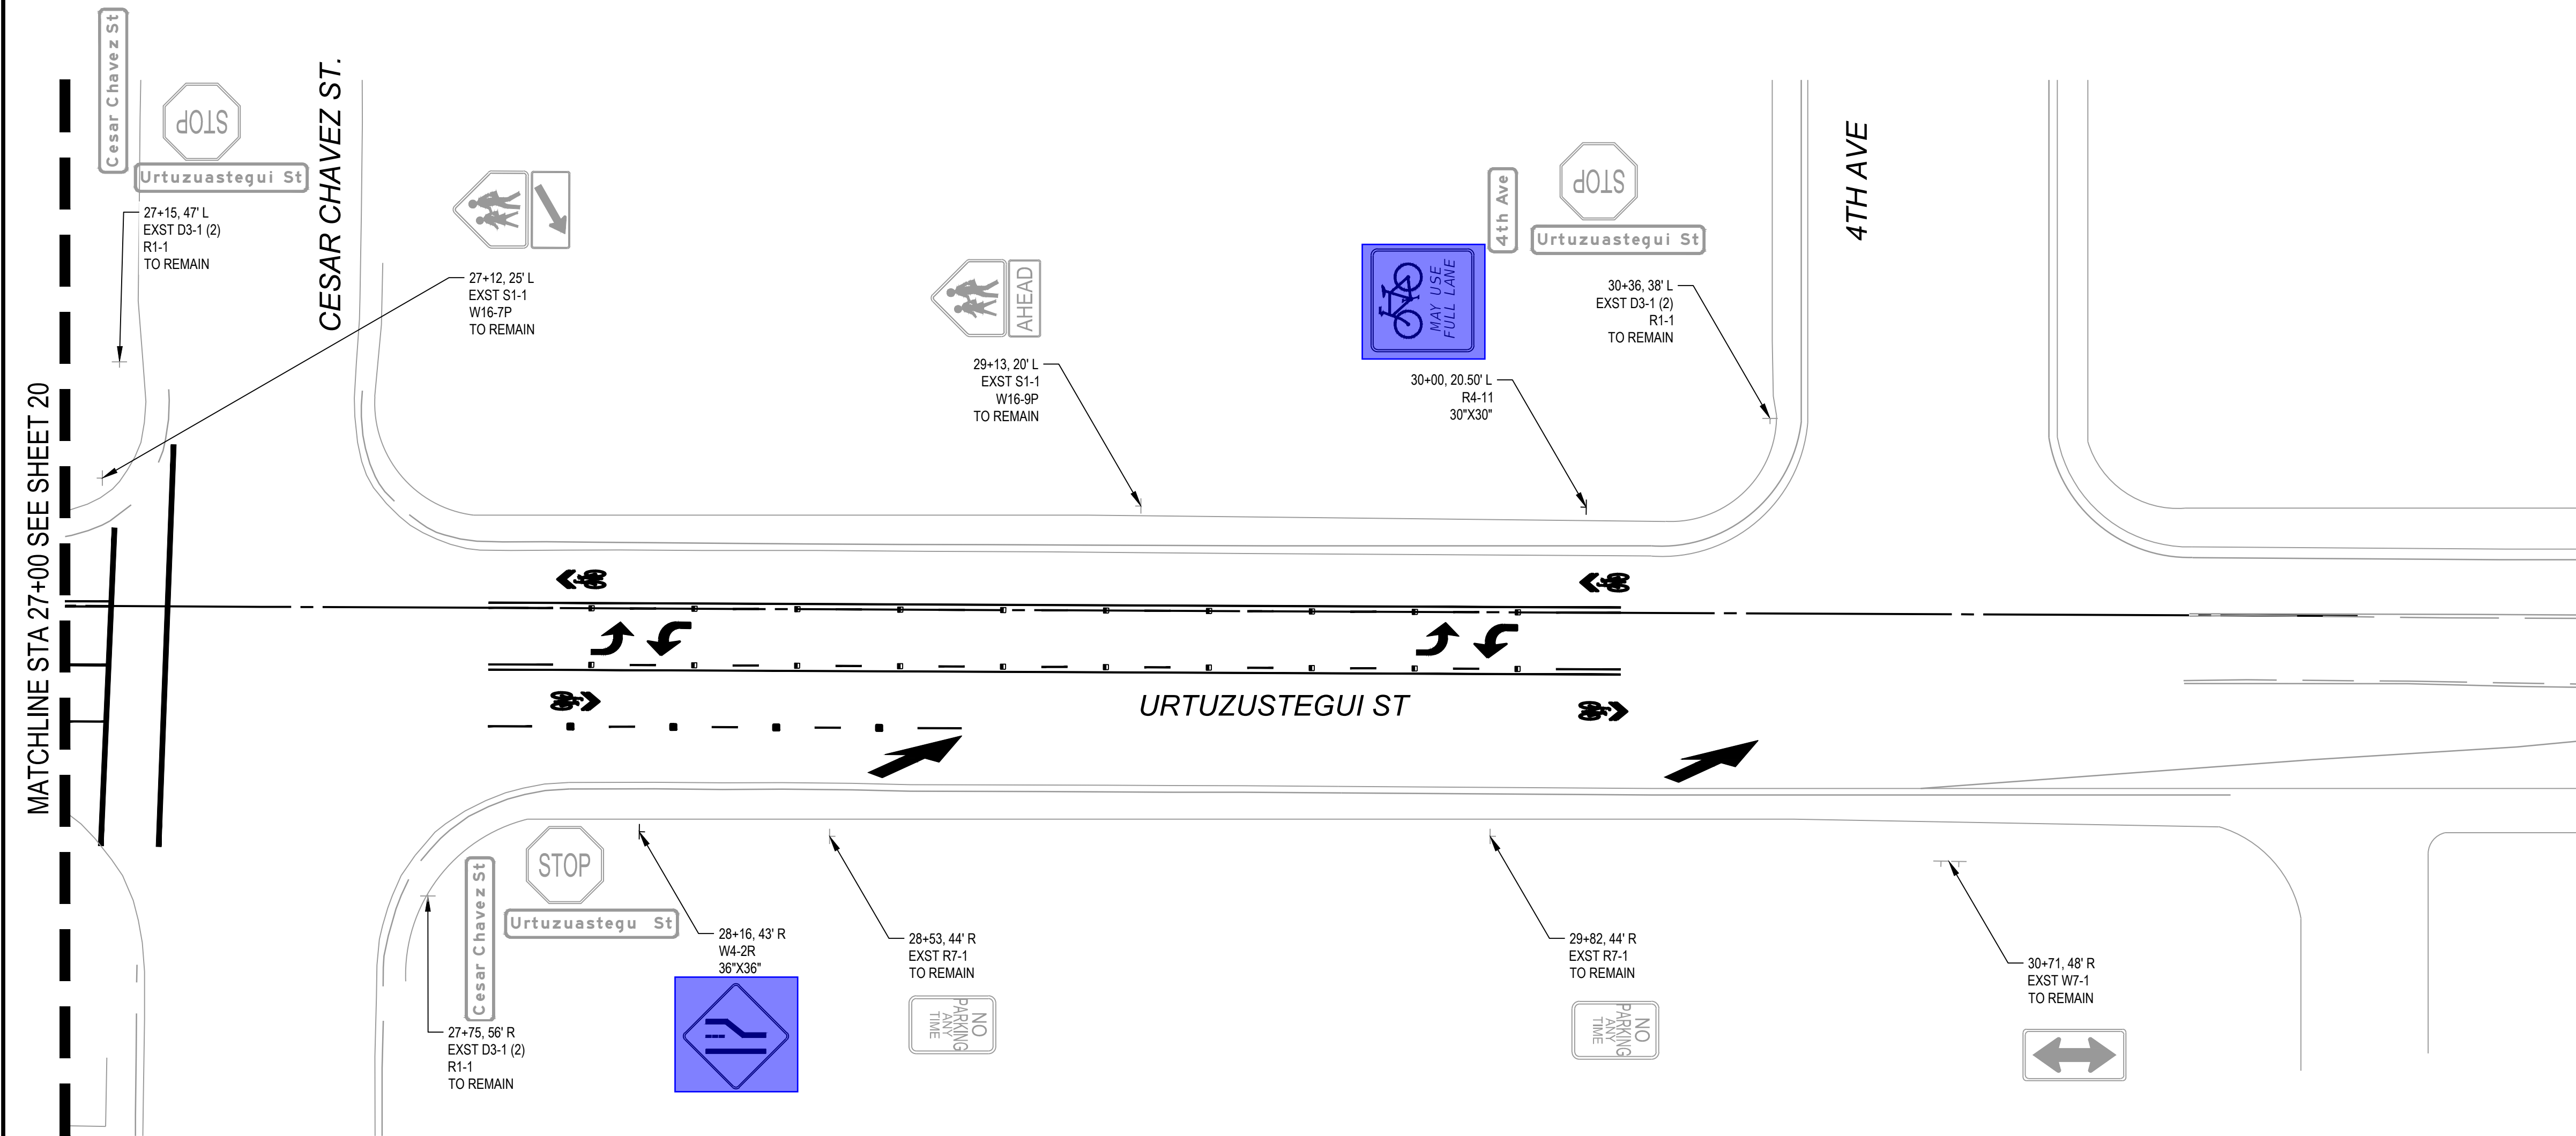 Cesar Chavez St
STOP
Urtuzuastegui St
CESAR CHAVEZ ST.
27+15, 47' L
EXST D3-1 (2)
R1-1
TO REMAIN
27+12, 25' L
EXST S1-1
W16-7P
TO REMAIN
AHEAD
29+13, 20' L
EXST S1-1
W16-9P
TO REMAIN
MAY USE
FULL LANE
30+00, 20.50' L
R4-11
30"X30"
4th Ave
STOP
Urtuzuastegui St
30+36, 38' L
EXST D3-1 (2)
R1-1
TO REMAIN
4TH AVE
MATCHLINE STA 27+00 SEE SHEET 20
URTUZUSTEGUI ST
Cesar Chavez St
STOP
Urtuzuastegu St
27+75, 56' R
EXST D3-1 (2)
R1-1
TO REMAIN
28+16, 43' R
W4-2R
36"X36"
28+53, 44' R
EXST R7-1
TO REMAIN
NO
PARKING
ANY
TIME
29+82, 44' R
EXST R7-1
TO REMAIN
NO
PARKING
ANY
TIME
30+71, 48' R
EXST W7-1
TO REMAIN